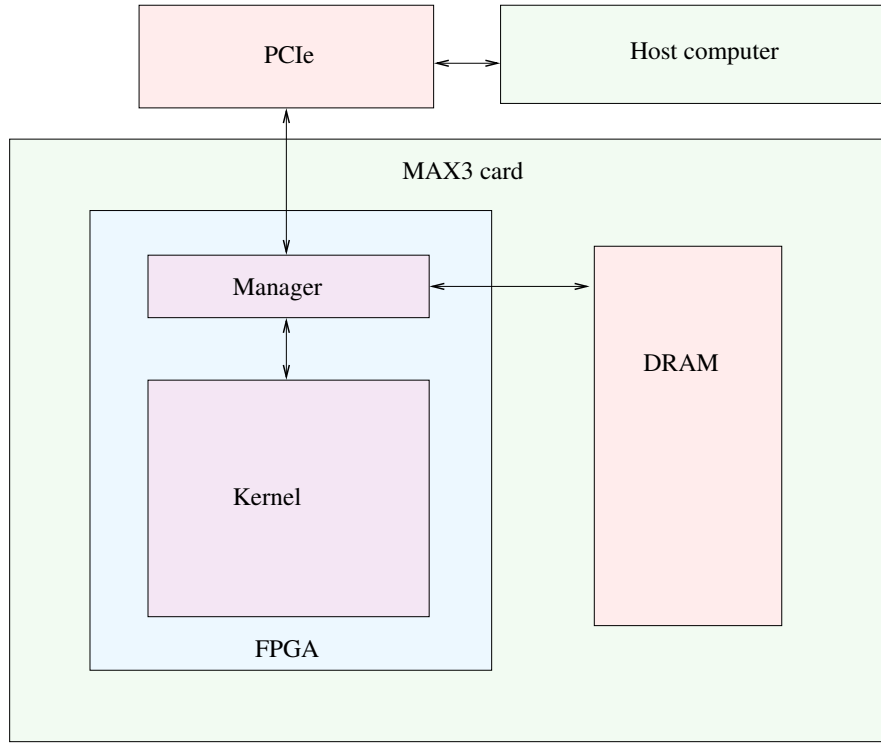 PCIe
Host computer
MAX3 card
Manager
DRAM
Kernel
FPGA